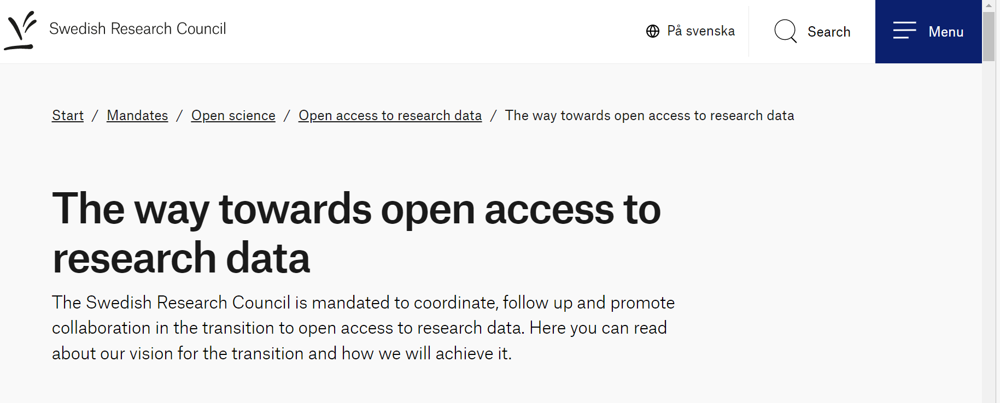 Swedish Research Council
På svenska
Search
Menu
Start / Mandates / Open science / Open access to research data / The way towards open access to research data
The way towards open access to
research data
The Swedish Research Council is mandated to coordinate, follow up and promote
collaboration in the transition to open access to research data. Here you can read
about our vision for the transition and how we will achieve it.